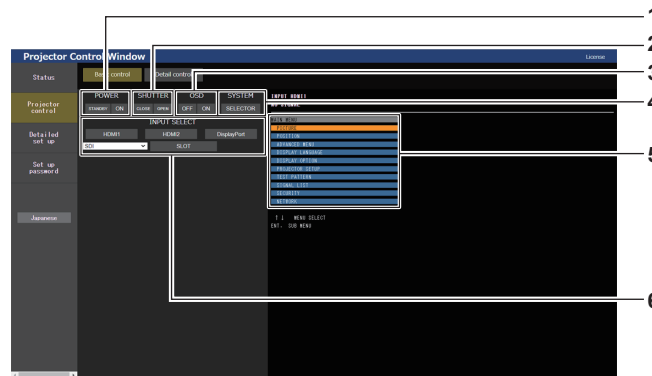 1
2
3
4
5
6
Projector Control Window
License
Status
Basic control
Detail control
POWER
SHUTTER
OSD
SYSTEM
STANDBY
ON
CLOSE
OPEN
OFF
ON
SELECTOR
INPUT SELECT
HDMI1
HDMI2
DisplayPort
SDI
SLOT
Projector
control
Detailed
set up
Set up
password
Japanese
INPUT HDMI1
NO SIGNAL
MAIN MENU
PICTURE
POSITION
ADVANCED MENU
DISPLAY LANGUAGE
DISPLAY OPTION
PROJECTOR SETUP
TEST PATTERN
SIGNAL LIST
SECURITY
NETWORK
↑↓ MENU SELECT
ENT. SUB MENU